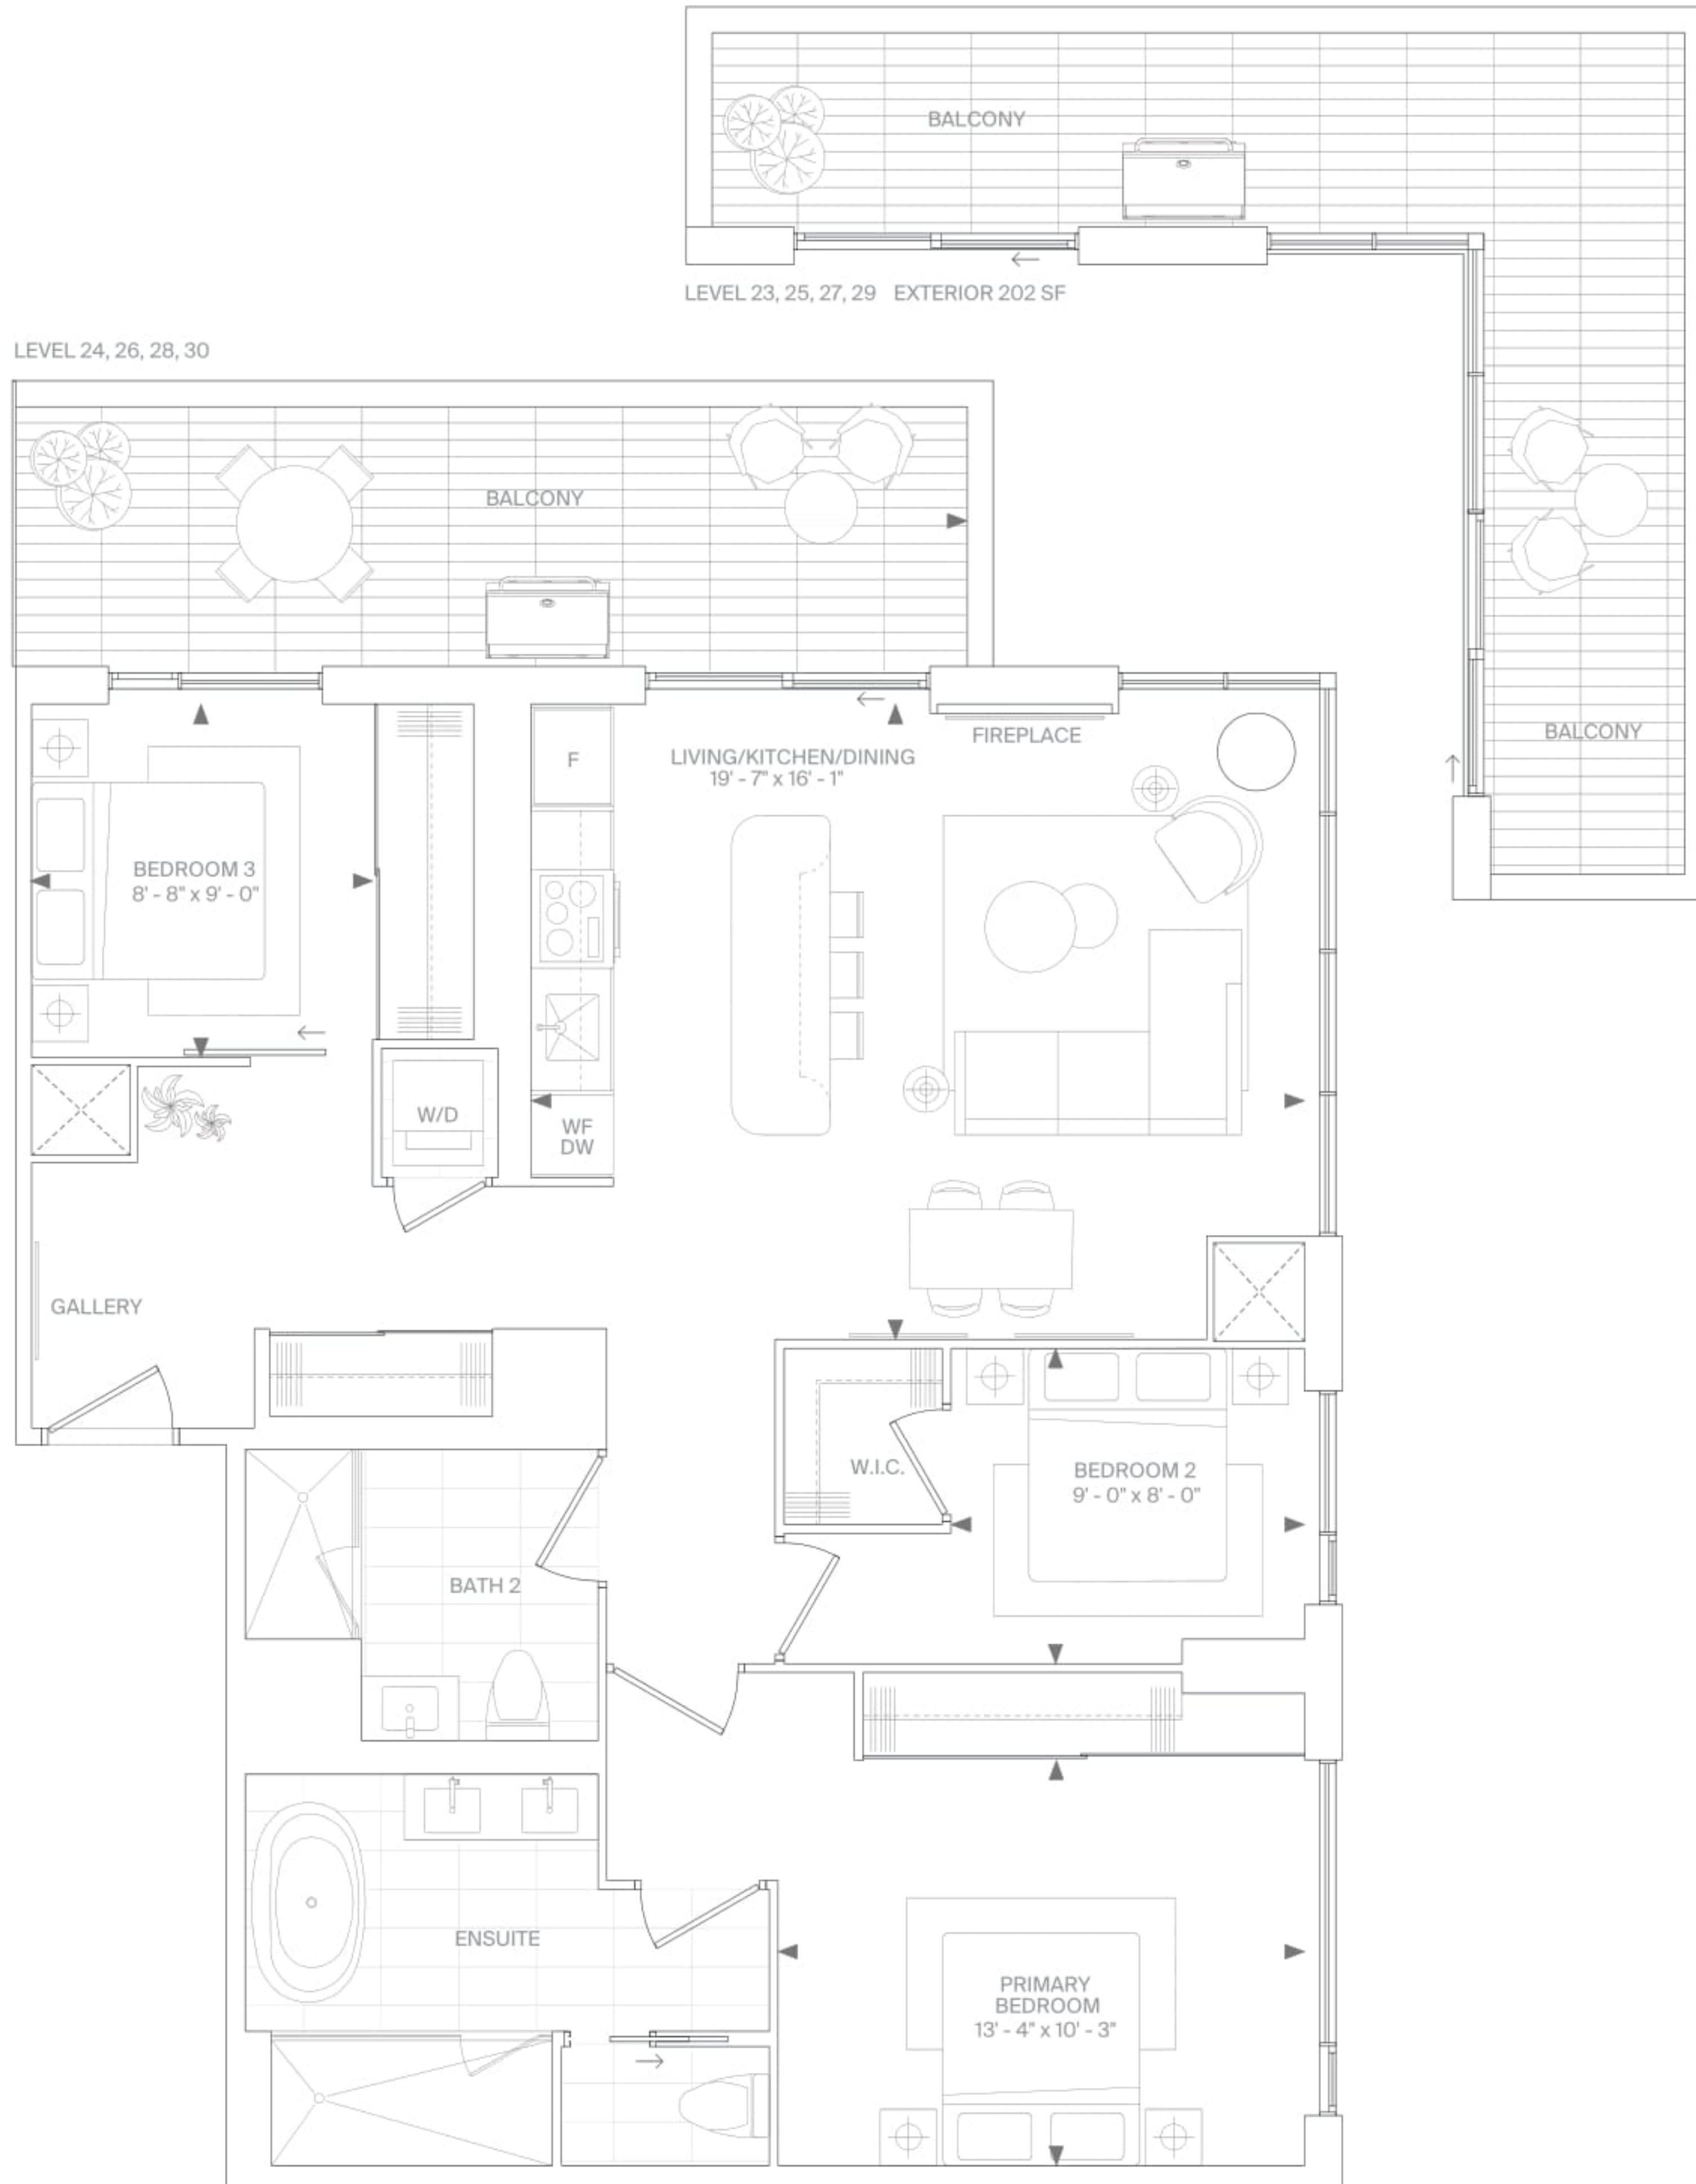 BALCONY
LEVEL 23, 25, 27, 29 EXTERIOR 202 SF
LEVEL 24, 26, 28, 30
BALCONY
BALCONY
FIREPLACE
LIVING/KITCHEN/DINING
19' - 7" x 16' - 1"
F
BEDROOM 3
8' - 8" x 9' - 0"
W/D
WF
DW
GALLERY
W.I.C.
BEDROOM 2
9' - 0" x 8' - 0"
BATH 2
ENSUITE
PRIMARY
BEDROOM
13' - 4" x 10' - 3"